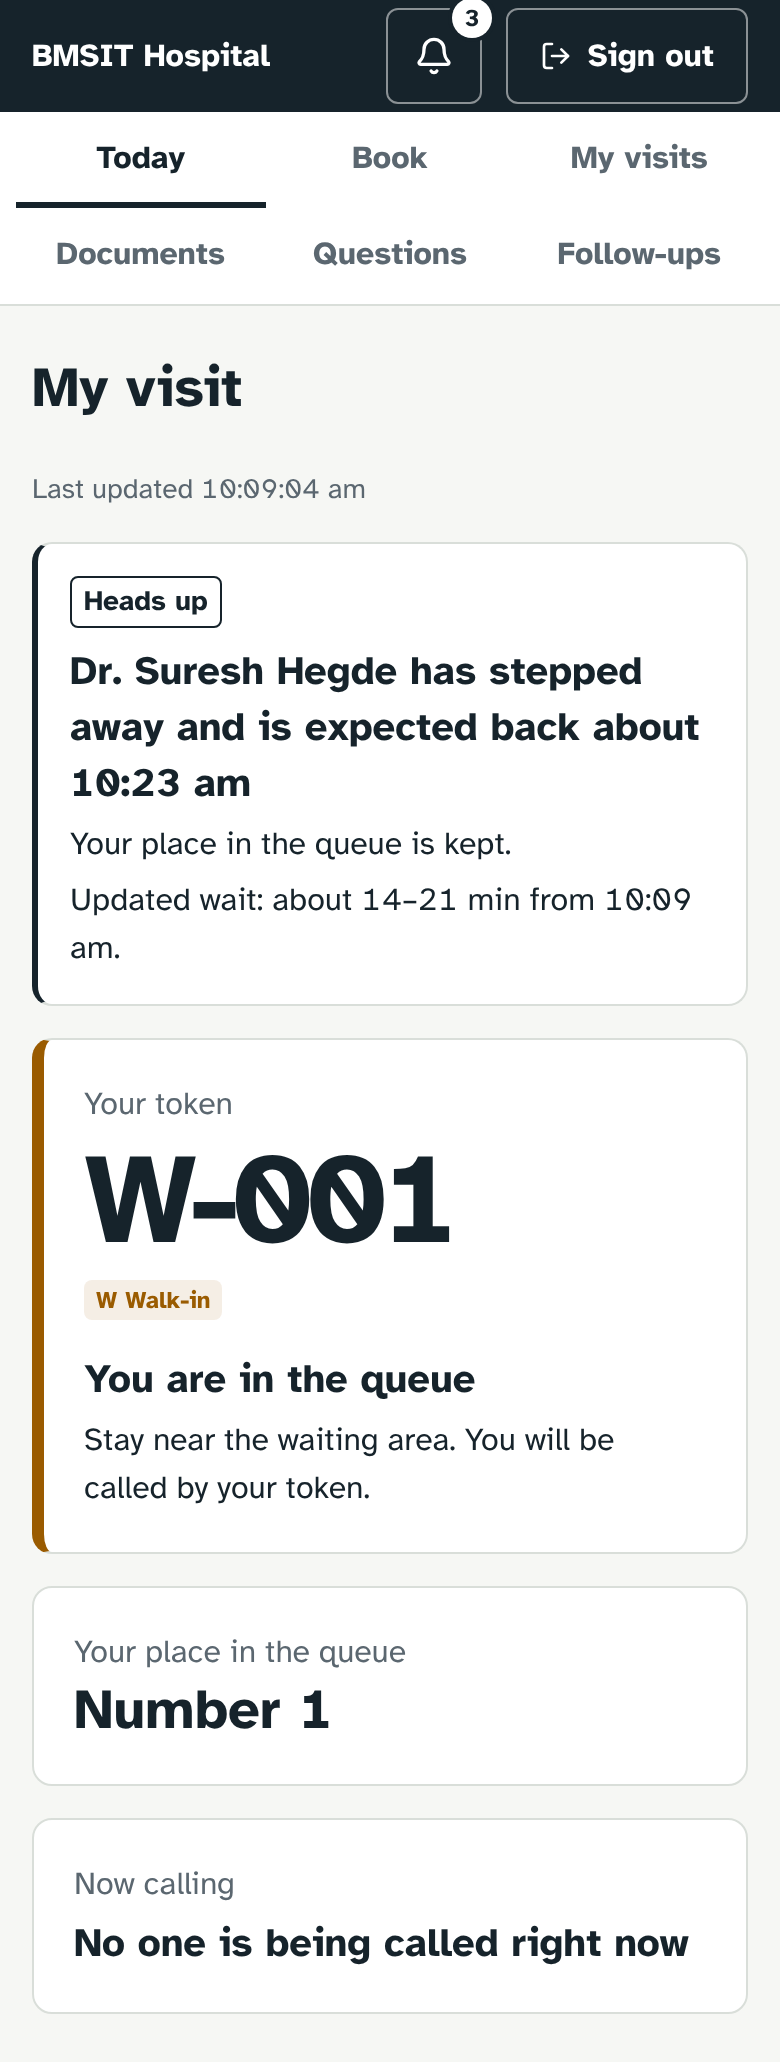 BMSIT Hospital
3
Sign out
Today
Book
My visits
Documents
Questions
Follow-ups
My visit
Last updated 10:09:04 am
Heads up
Dr. Suresh Hegde has stepped
away and is expected back about
10:23 am
Your place in the queue is kept.
Updated wait: about 14–21 min from 10:09
am.
Your token
W-001
W Walk-in
You are in the queue
Stay near the waiting area. You will be
called by your token.
Your place in the queue
Number 1
Now calling
No one is being called right now